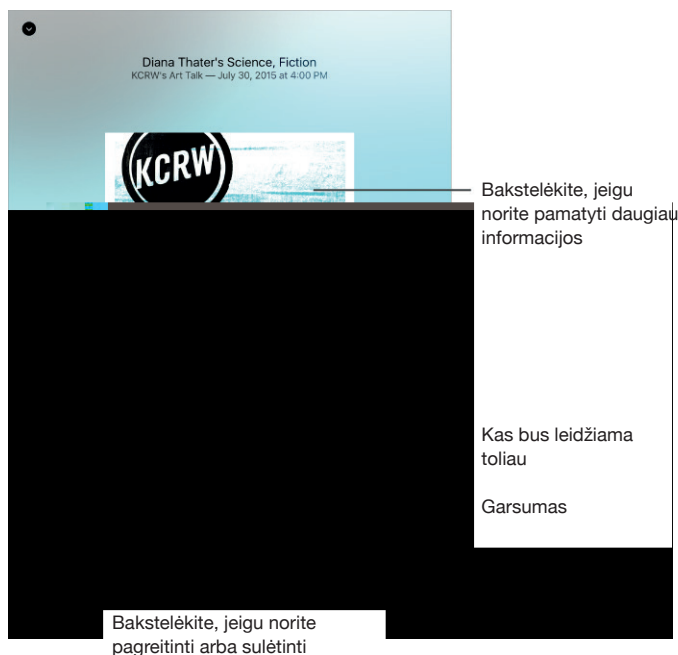 Diana Thater's Science, Fiction
KCRW's Art Talk — July 30, 2015 at 4:00 PM
KCRW
Bakstelėkite, jeigu
norite pamatyti daugiau
informacijos
Kas bus leidžiama
toliau
Garsumas
Bakstelėkite, jeigu norite
pagreitinti arba sulėtinti